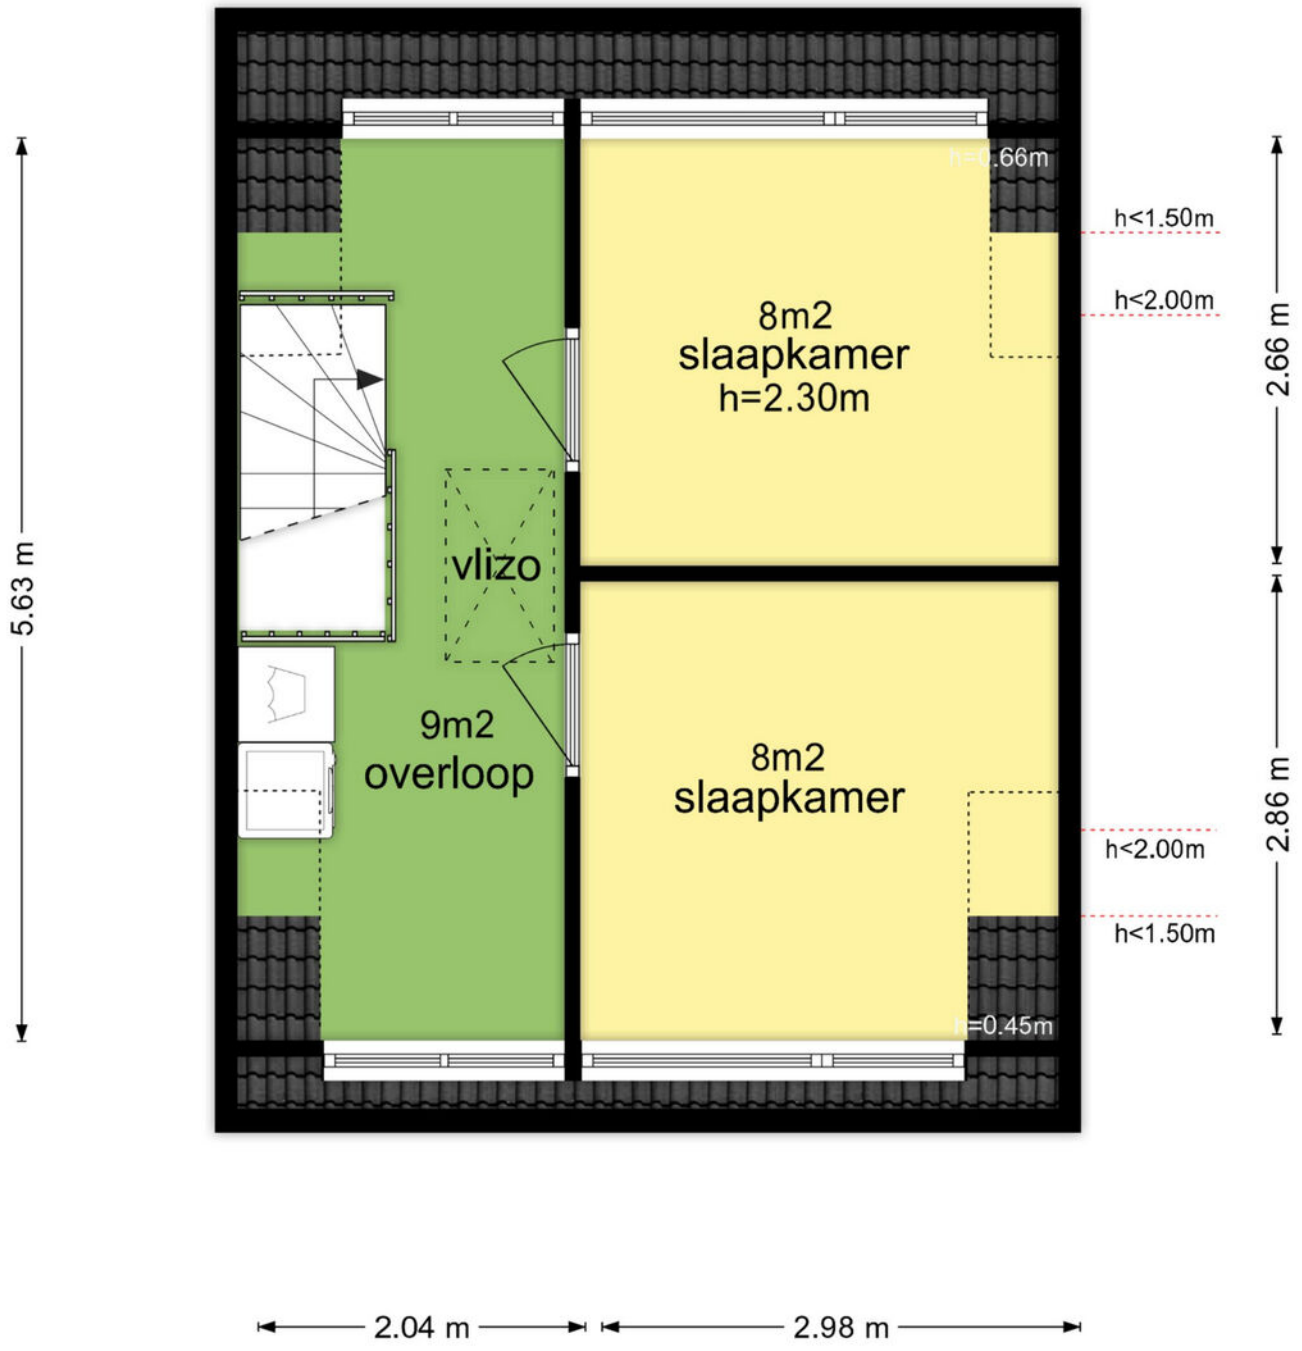 h=0.66m
h<1.50m
h<2.00m
8m2
slaapkamer
h=2.30m
2.66 m
5.63 m
vlizo
9m2
overloop
8m2
slaapkamer
h<2.00m
2.86 m
h<1.50m
h=0.45m
2.04 m
2.98 m